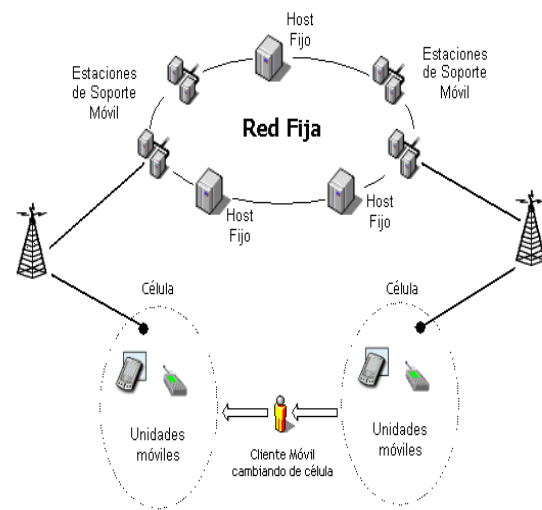 Host
Fijo
Estaciones
de Soporte
Móvil
Estaciones
de Soporte
Móvil
Red Fija
Host
Fijo
Host
Fijo
Célula
Célula
Unidades
móviles
Unidades
móviles
Cliente Móvil
cambiando de célula